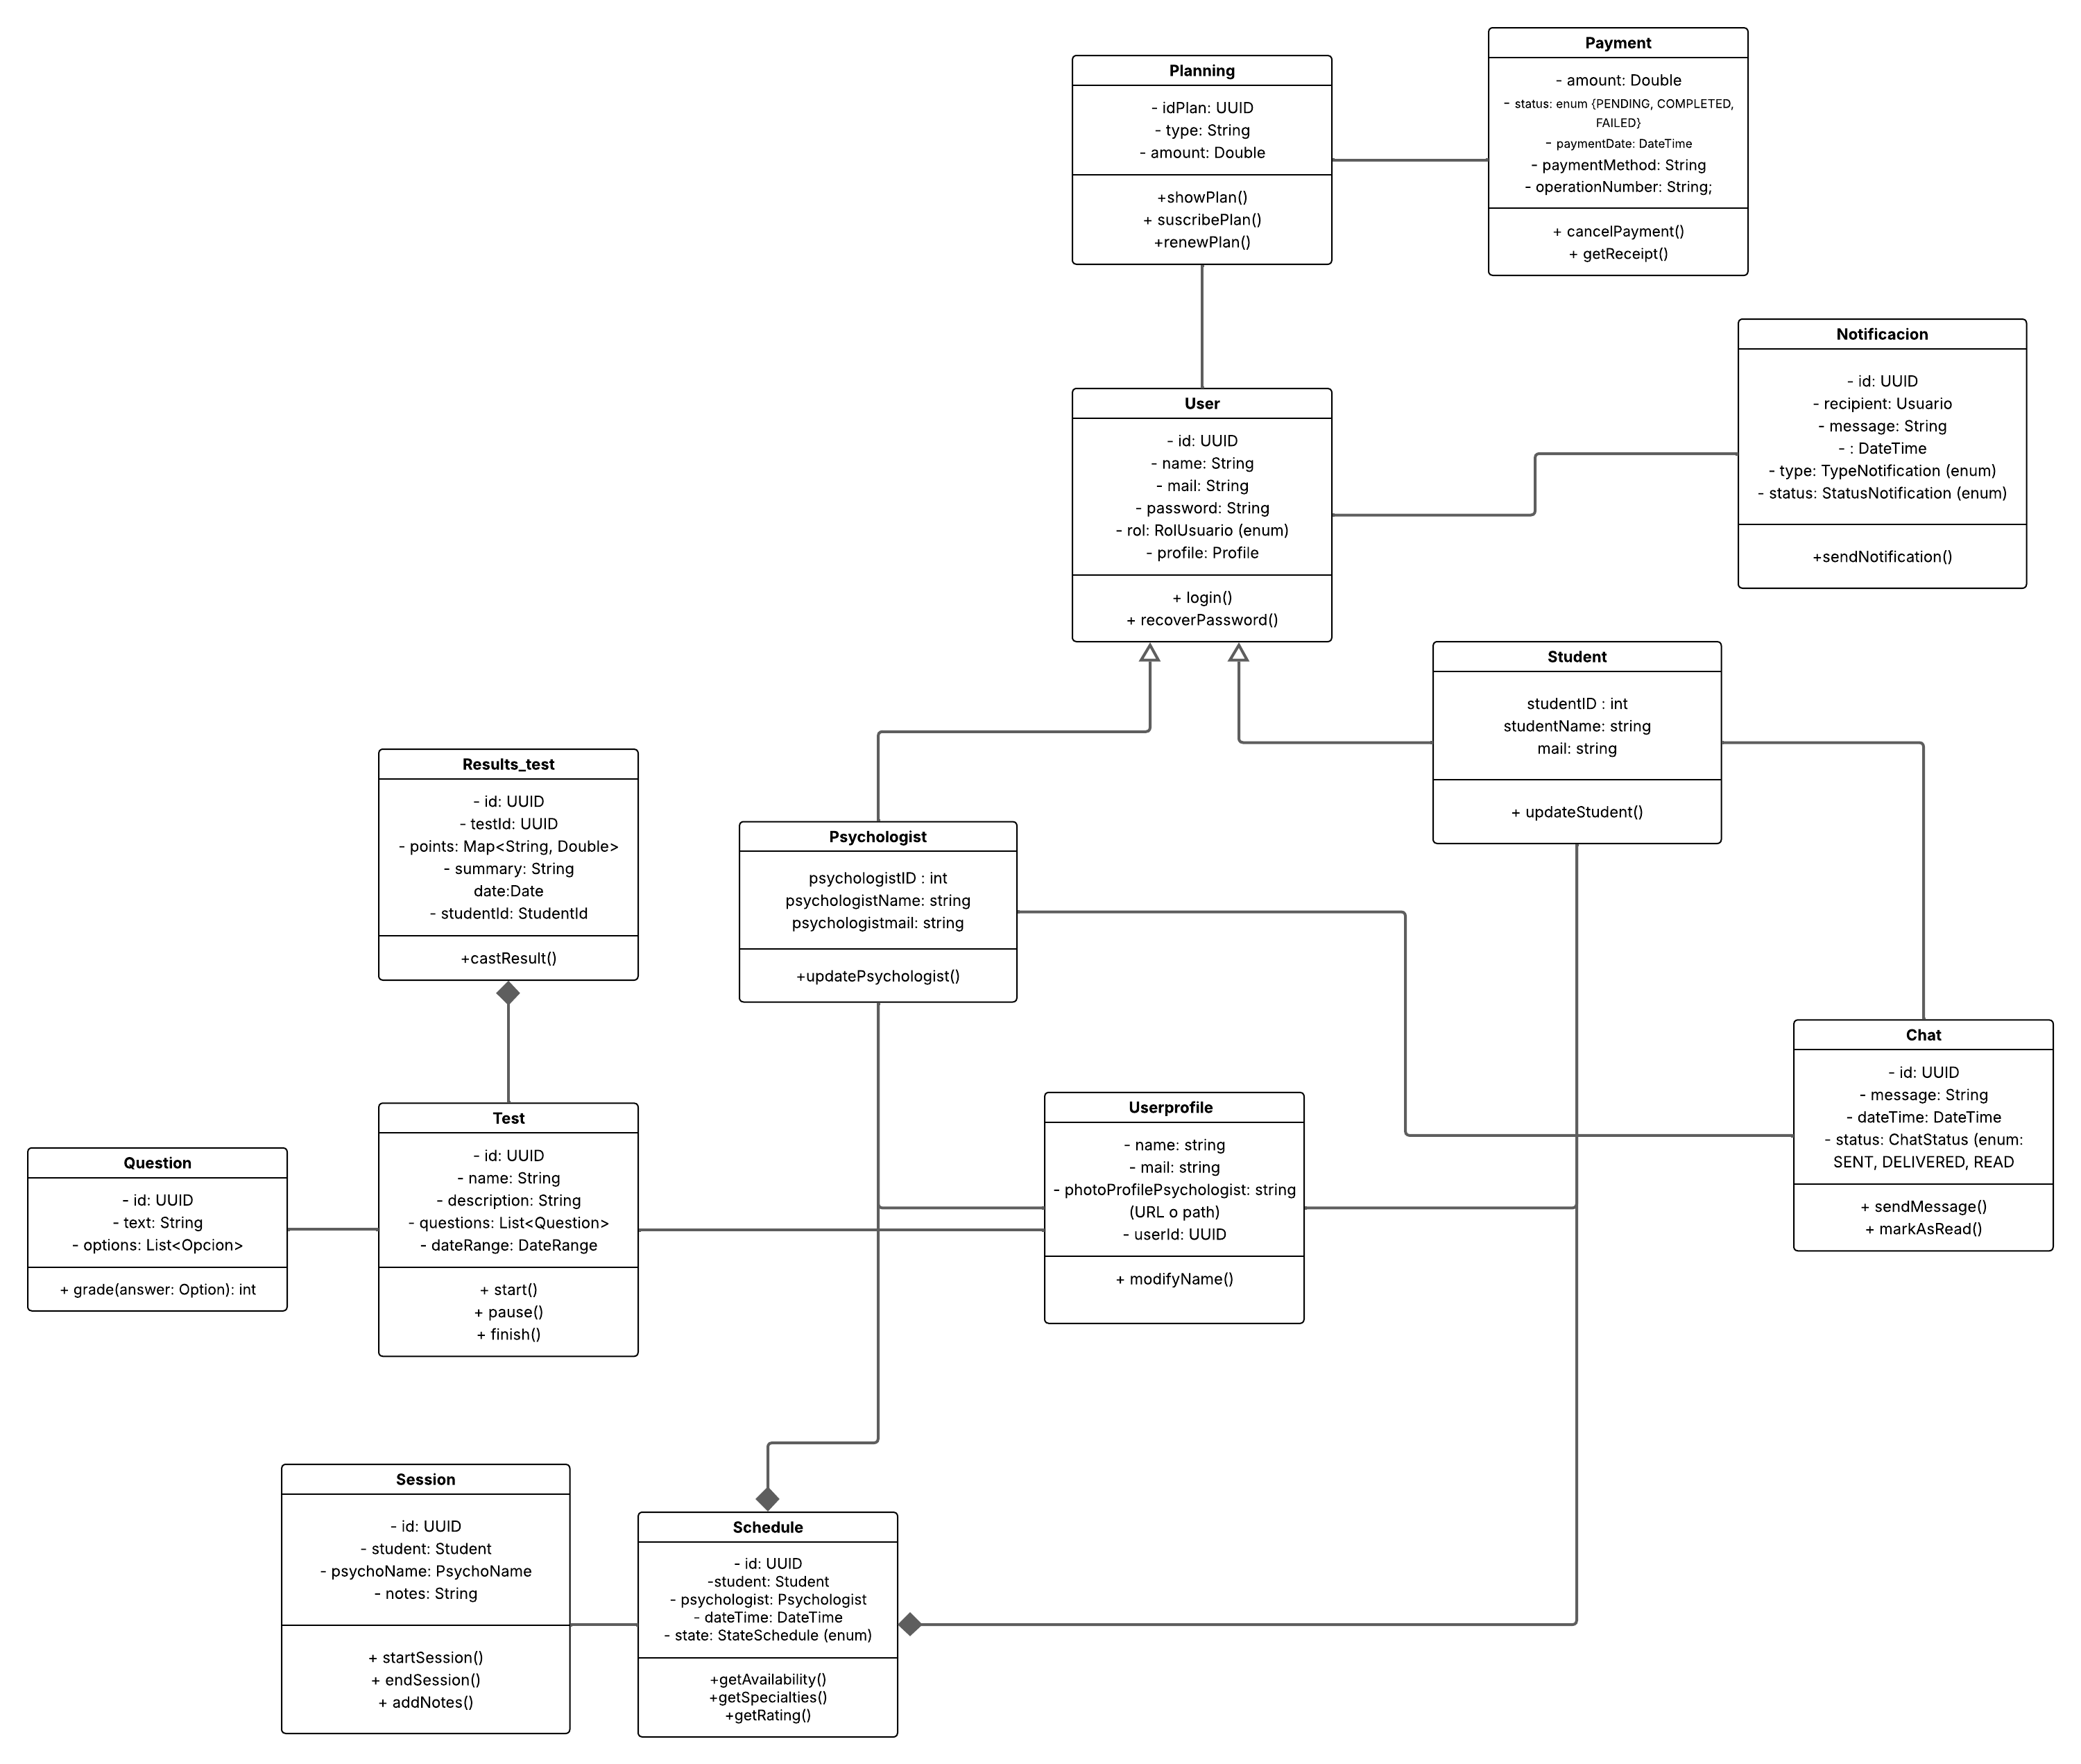 Planning
- idPlan: UUID
- type: String
- amount: Double
+showPlan()
+ suscribePlan()
+renewPlan()
Payment
- amount: Double
- status: enum {PENDING, COMPLETED,
FAILED}
- paymentDate: DateTime
- paymentMethod: String
- operationNumber: String;
+ cancelPayment()
+ getReceipt()
Notificacion
- id: UUID
- recipient: Usuario
- message: String
- : DateTime
- type: TypeNotification (enum)
- status: StatusNotification (enum)
+sendNotification()
User
- id: UUID
- name: String
- mail: String
- password: String
- rol: RolUsuario (enum)
- profile: Profile
+ login()
+ recoverPassword()
Student
studentID : int
studentName: string
mail: string
+ updateStudent()
Results_test
- id: UUID
- testId: UUID
- points: Map<String, Double>
- summary: String
date:Date
- studentId: StudentId
+castResult()
Psychologist
psychologistID : int
psychologistName: string
psychologistmail: string
+updatePsychologist()
Chat
- id: UUID
- message: String
- dateTime: DateTime
- status: ChatStatus (enum:
SENT, DELIVERED, READ
+ sendMessage()
+ markAsRead()
Userprofile
- name: string
- mail: string
- photoProfilePsychologist: string
(URL o path)
- userId: UUID
+ modifyName()
Test
- id: UUID
- name: String
- description: String
- questions: List<Question>
- dateRange: DateRange
+ start()
+ pause()
+ finish()
Question
- id: UUID
- text: String
- options: List<Opcion>
+ grade(answer: Option): int
Session
- id: UUID
- student: Student
- psychoName: PsychoName
- notes: String
+ startSession()
+ endSession()
+ addNotes()
Schedule
- id: UUID
-student: Student
- psychologist: Psychologist
- dateTime: DateTime
- state: StateSchedule (enum)
+getAvailability()
+getSpecialties()
+getRating()